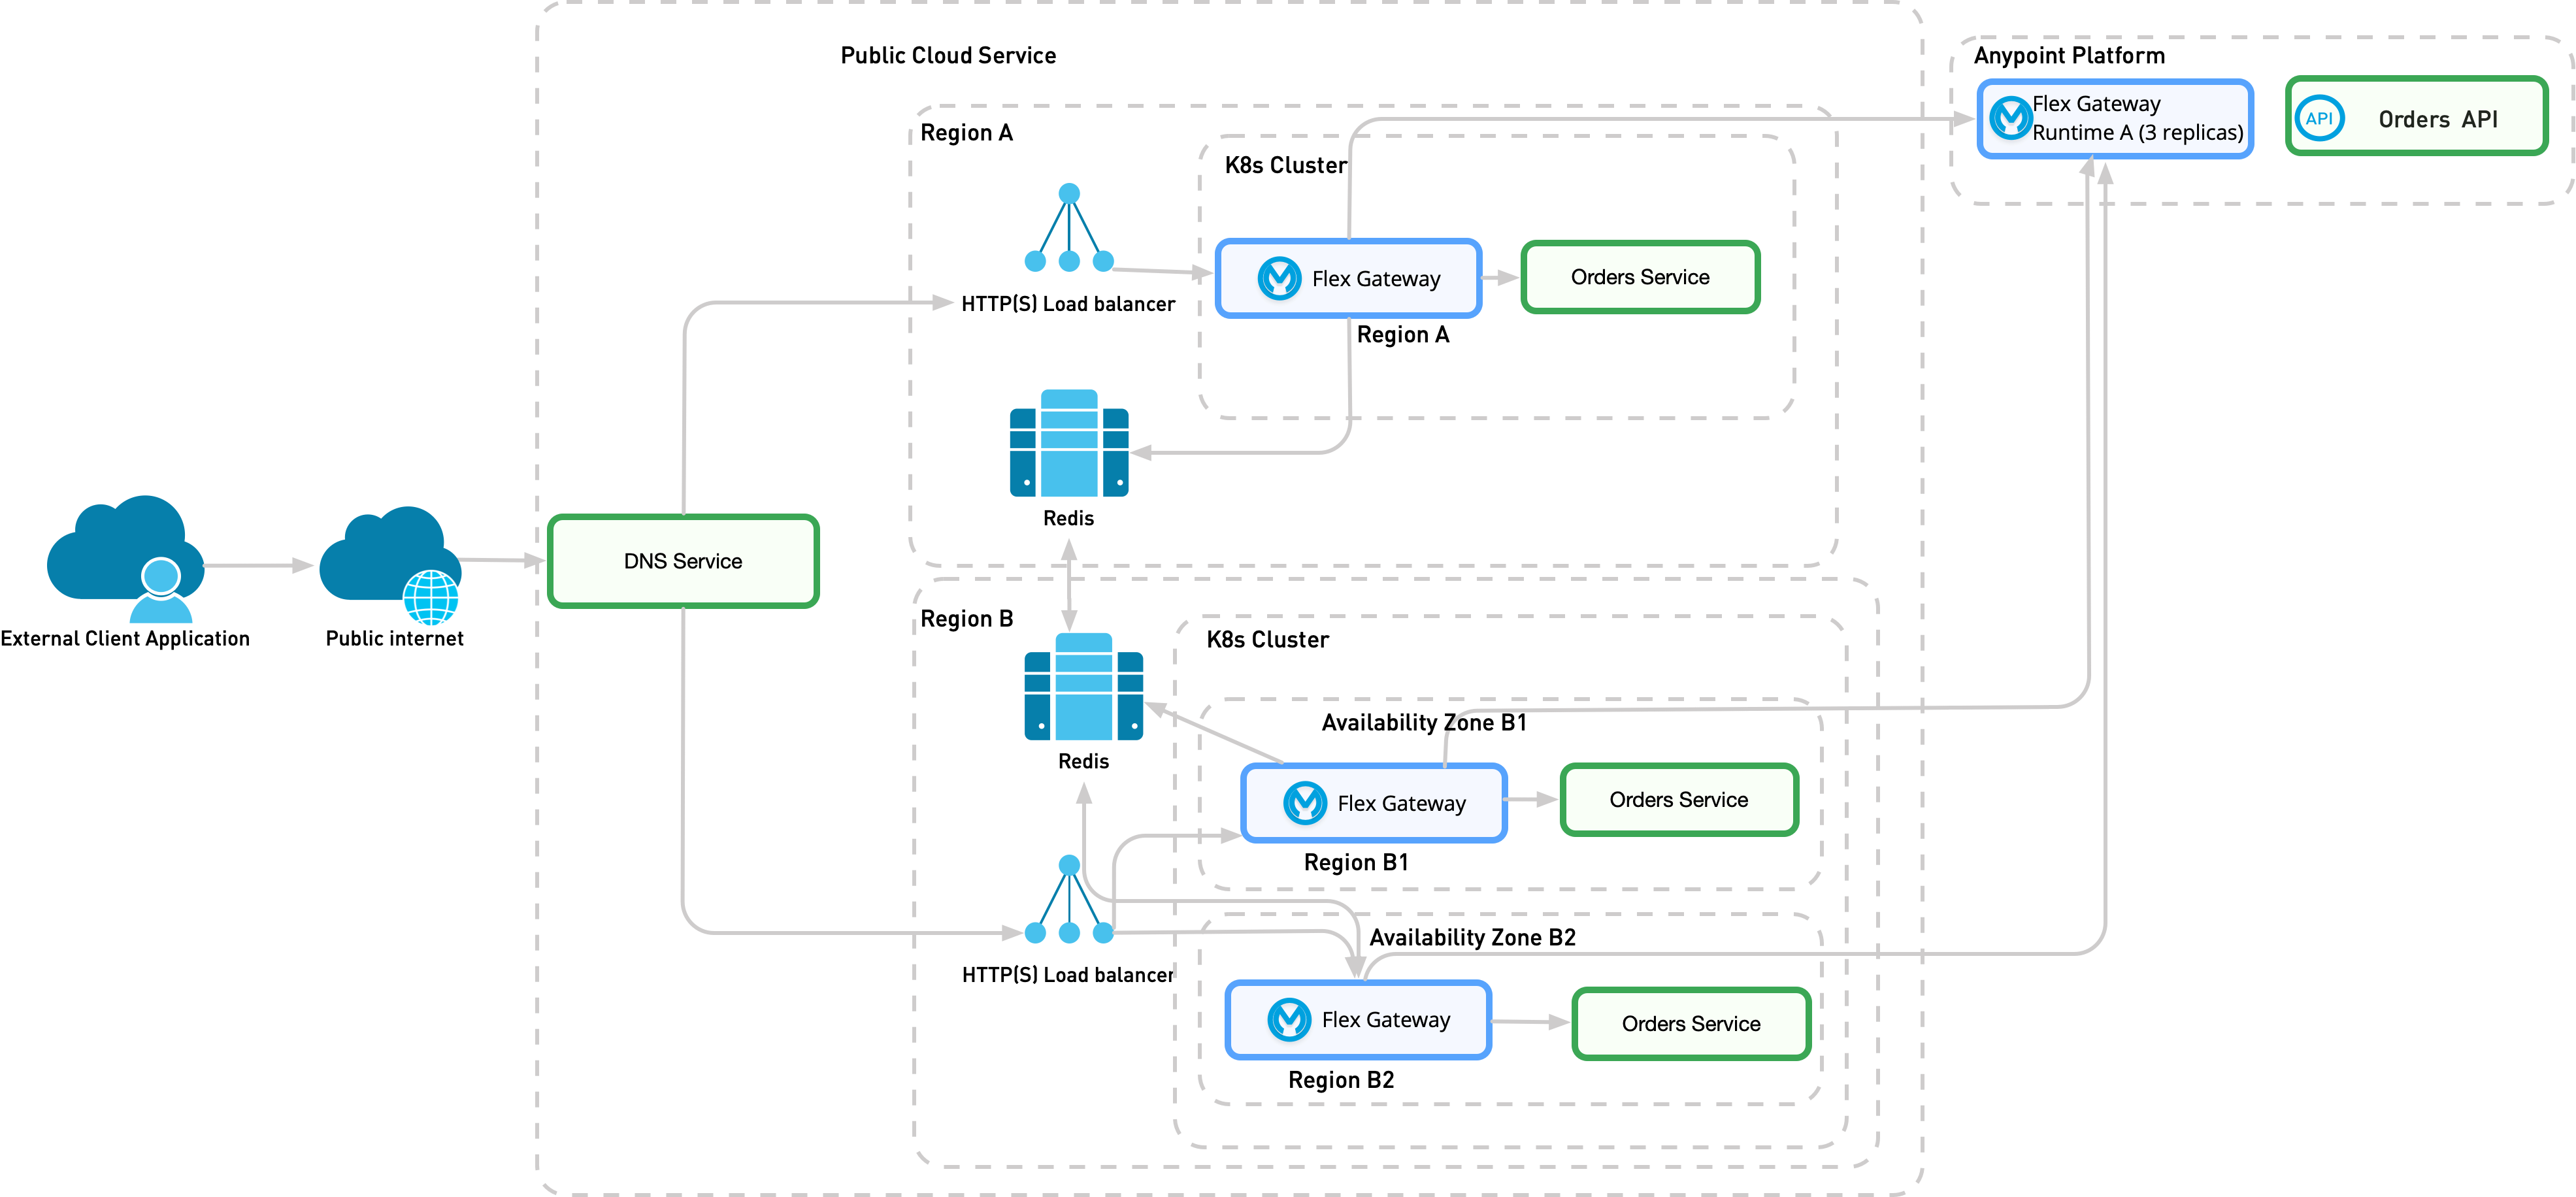 Public Cloud Service
Anypoint Platform
Flex Gateway
Runtime A (3 replicas)
API
Orders API
Region A
K8s Cluster
Flex Gateway
Orders Service
HTTP(S) Load balancer
Region A
Redis
DNS Service
External Client Application
Public internet
Region B
K8s Cluster
Availability Zone B1
Redis
Flex Gateway
Orders Service
Region B1
Availability Zone B2
HTTP(S) Load balancer
Flex Gateway
Orders Service
Region B2